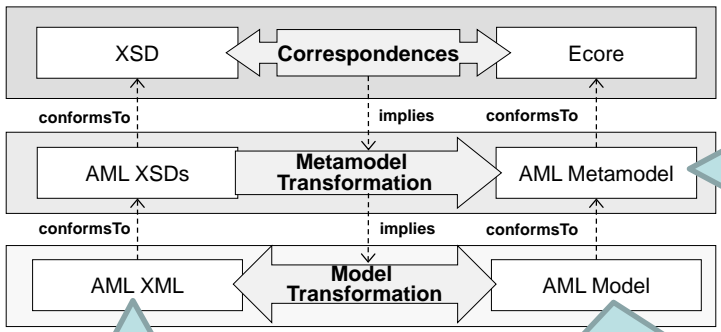 XSD
Correspondences
Ecore
conformsTo
implies
conformsTo
AML XSDs
Metamodel
Transformation
AML Metamodel
conformsTo
implies
conformsTo
AML XML
Model
Transformation
AML Model